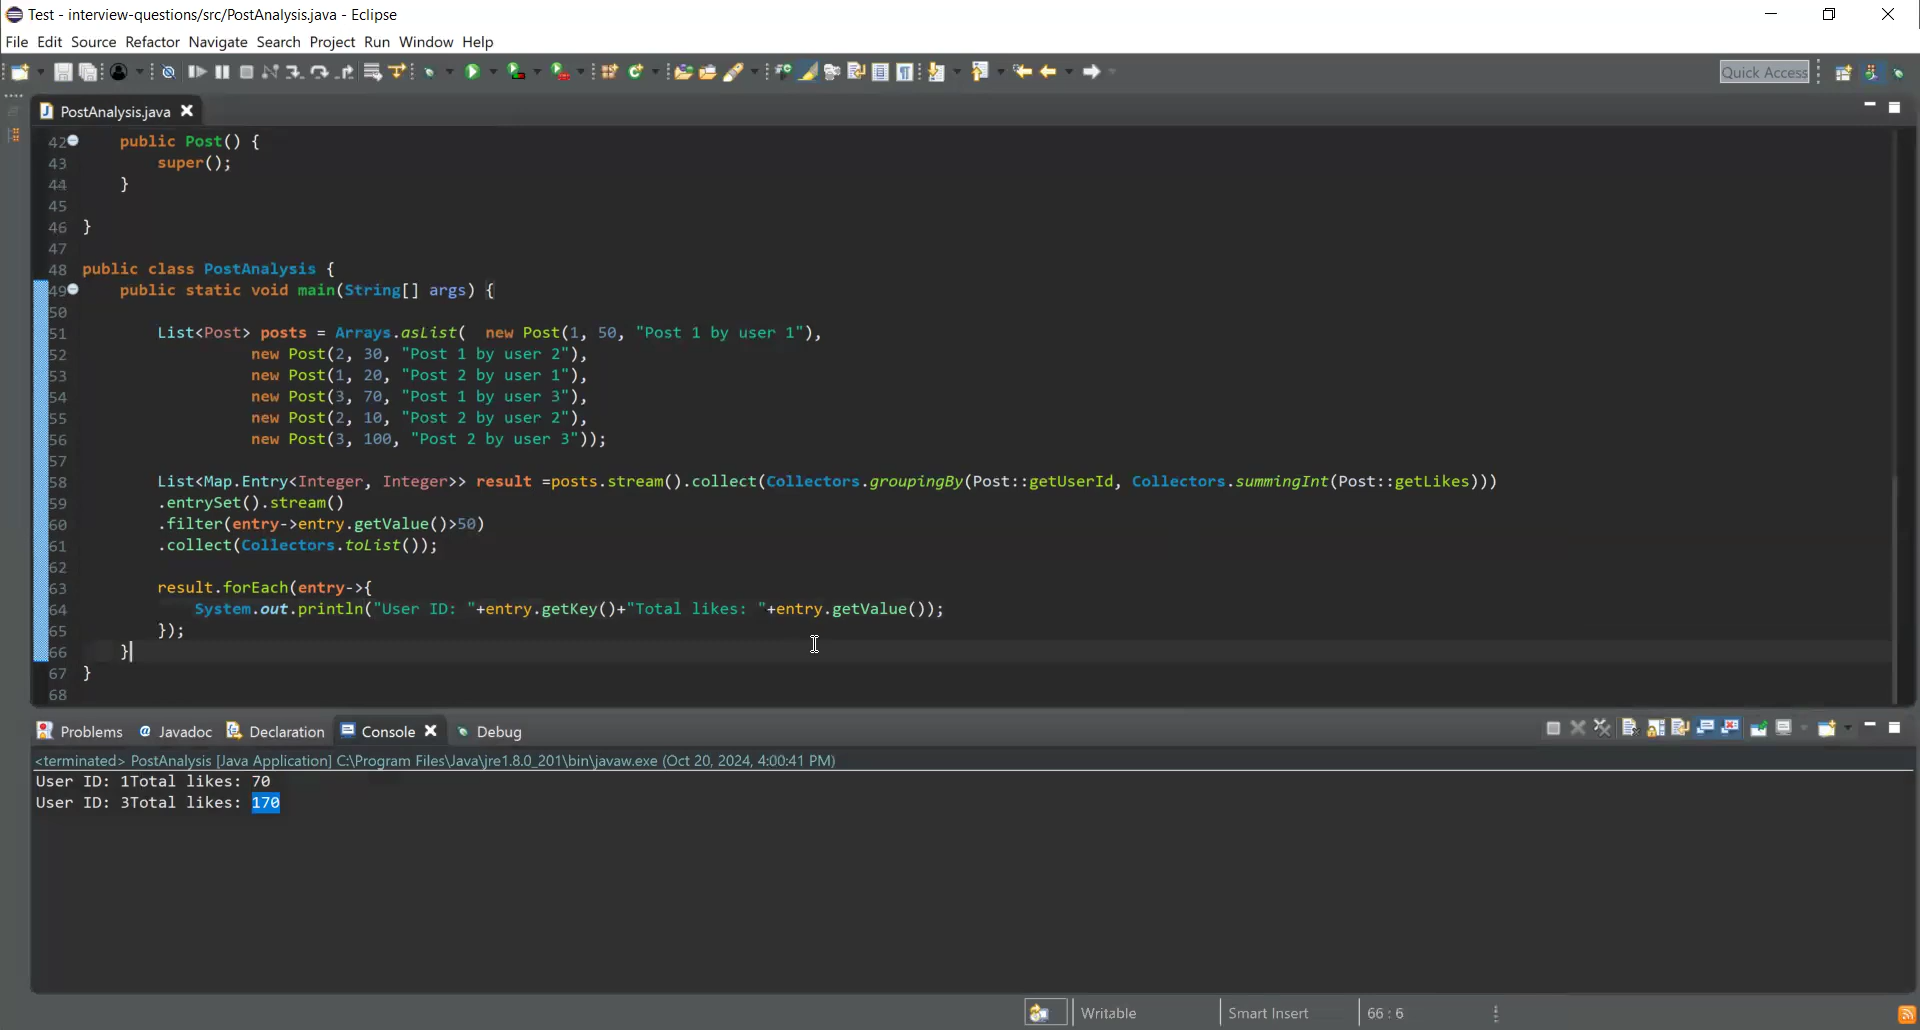 Test - interview-questions/src/PostAnalysis.java - Eclipse
File Edit Source Refactor Navigate Search Project Run Window Help
Quick Access
PostAnalysis.java
42 public Post() {
43 super();
44 }
45
46 }
47
48 public class PostAnalysis {
49 public static void main(String[] args) {
50
51 List<Post> posts = Arrays.asList(  new Post(1, 50, "Post 1 by user 1"),
52 new Post(2, 30, "Post 1 by user 2"),
53 new Post(1, 20, "Post 2 by user 1"),
54 new Post(3, 70, "Post 1 by user 3"),
55 new Post(2, 10, "Post 2 by user 2"),
56 new Post(3, 100, "Post 2 by user 3"));
57
58 List<Map.Entry<Integer, Integer>> result =posts.stream().collect(Collectors.groupingBy(Post::getUserId, Collectors.summingInt(Post::getLikes)))
59 .entrySet().stream()
60 .filter(entry->entry.getValue()>50)
61 .collect(Collectors.toList());
62
63 result.forEach(entry->{
64 System.out.println("User ID: "+entry.getKey()+"Total likes: "+entry.getValue());
65 });
66 }
67 }
68
Problems Javadoc Declaration Console Debug
<terminated> PostAnalysis [Java Application] C:\Program Files\Java\jre1.8.0_201\bin\javaw.exe (Oct 20, 2024, 4:00:41 PM)
User ID: 1Total likes: 70
User ID: 3Total likes: 170
Writable Smart Insert 66 : 6